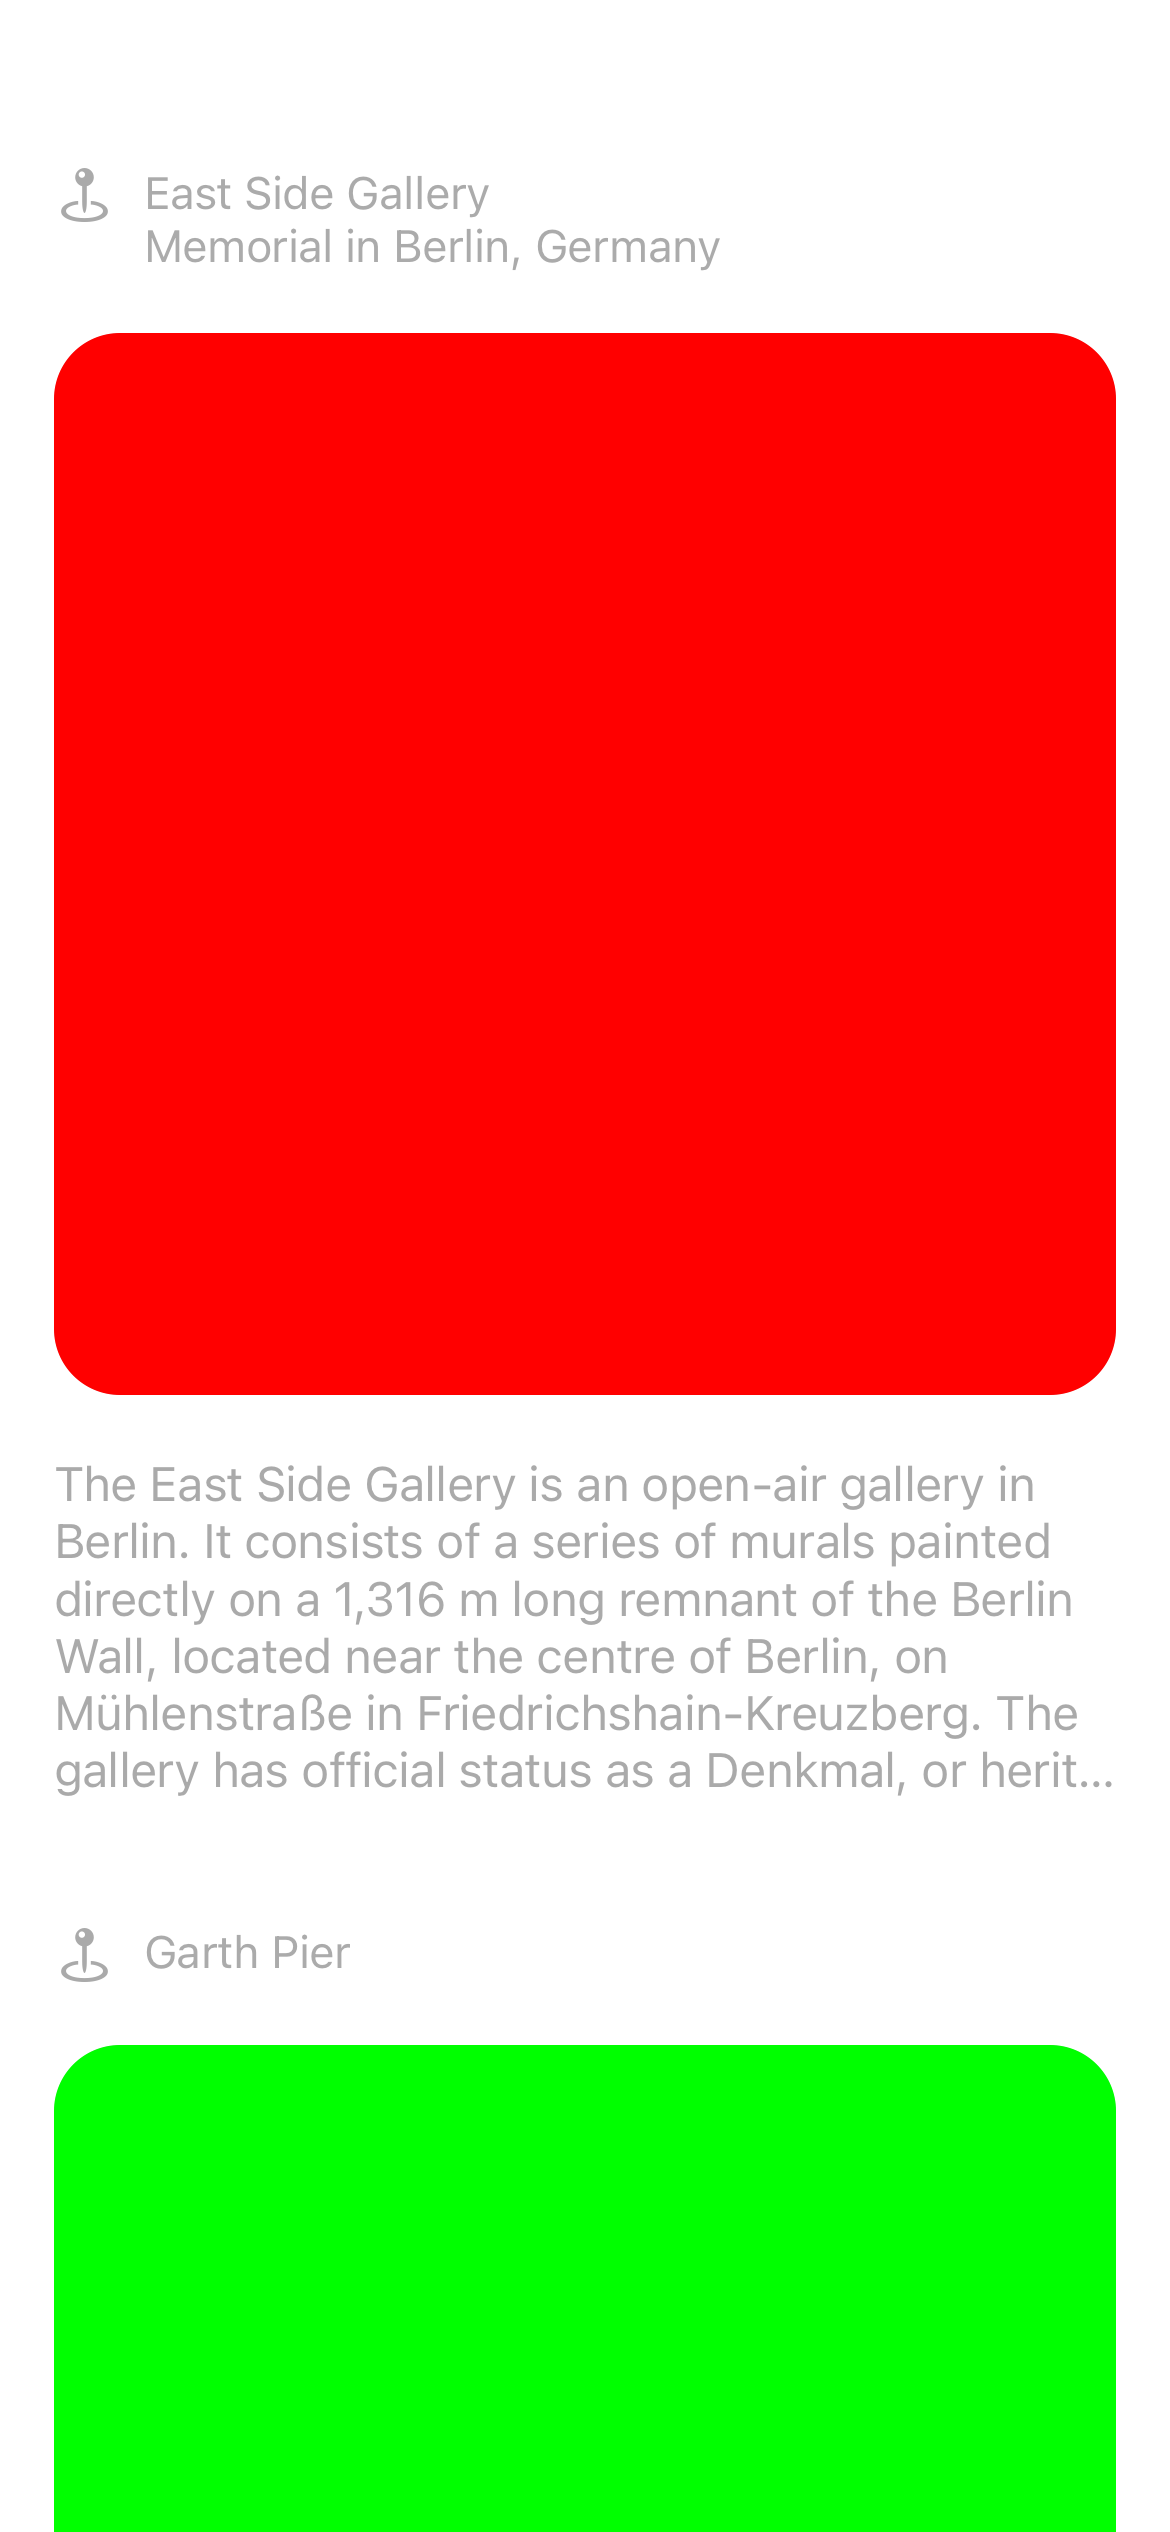 East Side Gallery
Memorial in Berlin, Germany
The East Side Gallery is an open-air gallery in
Berlin. It consists of a series of murals painted
directly on a 1,316 m long remnant of the Berlin
Wall, located near the centre of Berlin, on
Mühlenstraße in Friedrichshain-Kreuzberg. The
gallery has official status as a Denkmal, or herit…
Garth Pier